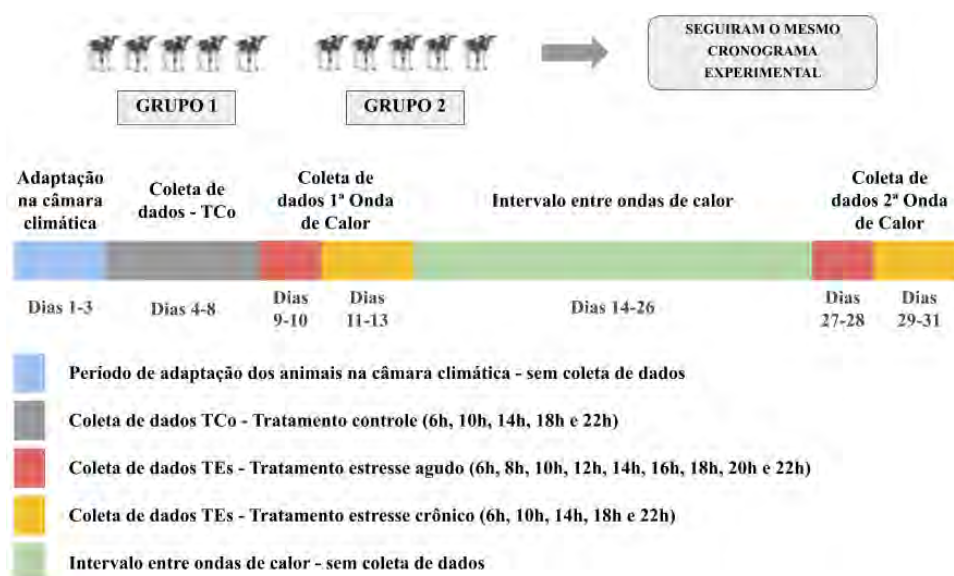 SEGUIRAM O MESMO
CRONOGRAMA
EXPERIMENTAL
GRUPO 1
GRUPO 2
Adaptação
na câmara
climática
Coleta de
dados - TCo
Coleta de
dados 1ª Onda
de Calor
Intervalo entre ondas de calor
Coleta de
dados 2ª Onda
de Calor
Dias 1-3
Dias 4-8
Dias
9-10
Dias
11-13
Dias 14-26
Dias
27-28
Dias
29-31
Período de adaptação dos animais na câmara climática - sem coleta de dados
Coleta de dados TCo - Tratamento controle (6h, 10h, 14h, 18h e 22h)
Coleta de dados TEs - Tratamento estresse agudo (6h, 8h, 10h, 12h, 14h, 16h, 18h, 20h e 22h)
Coleta de dados TEs - Tratamento estresse crônico (6h, 10h, 14h, 18h e 22h)
Intervalo entre ondas de calor - sem coleta de dados